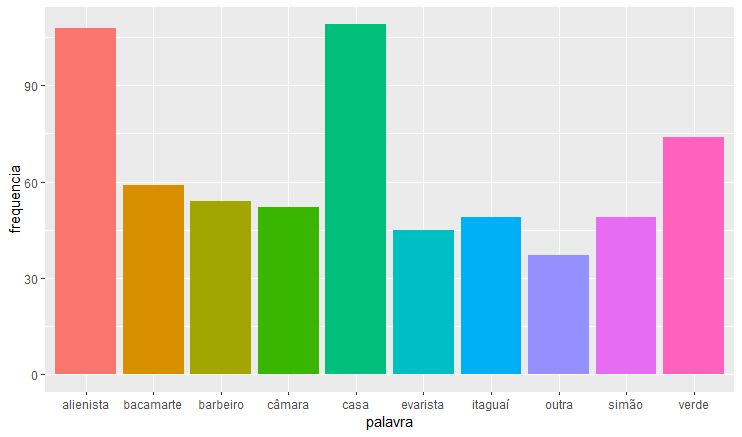 frequencia
90
60
30
0
alienista bacamarte barbeiro câmara casa evarista itaguaí outra simão verde
palavra